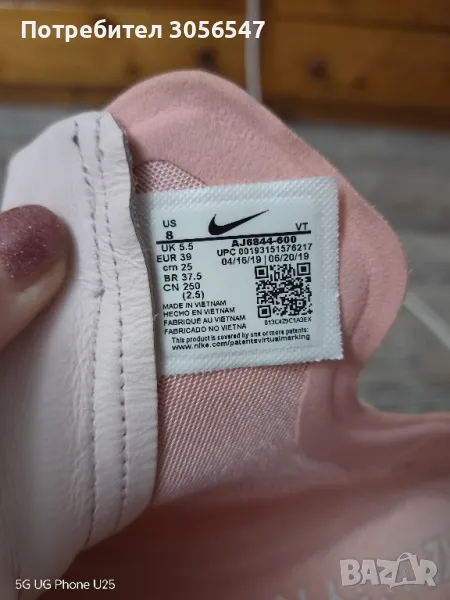 Потребител 3056547
US
8
VT
UK 5.5
AJ6844-600
EUR 39
UPC 00193151576217
cm 25
04/16/19 | 06/20/19
BR 37.5
CN 250
(2.5)
MADE IN VIETNAM
HECHO EN VIETNAM
FABRIQUE AU VIETNAM
FABRICADO NO VIETNAM
This product is covered by one or more patents:
www.nike.com/patentsvirtualmarking
5G UG Phone U25
BAZAR